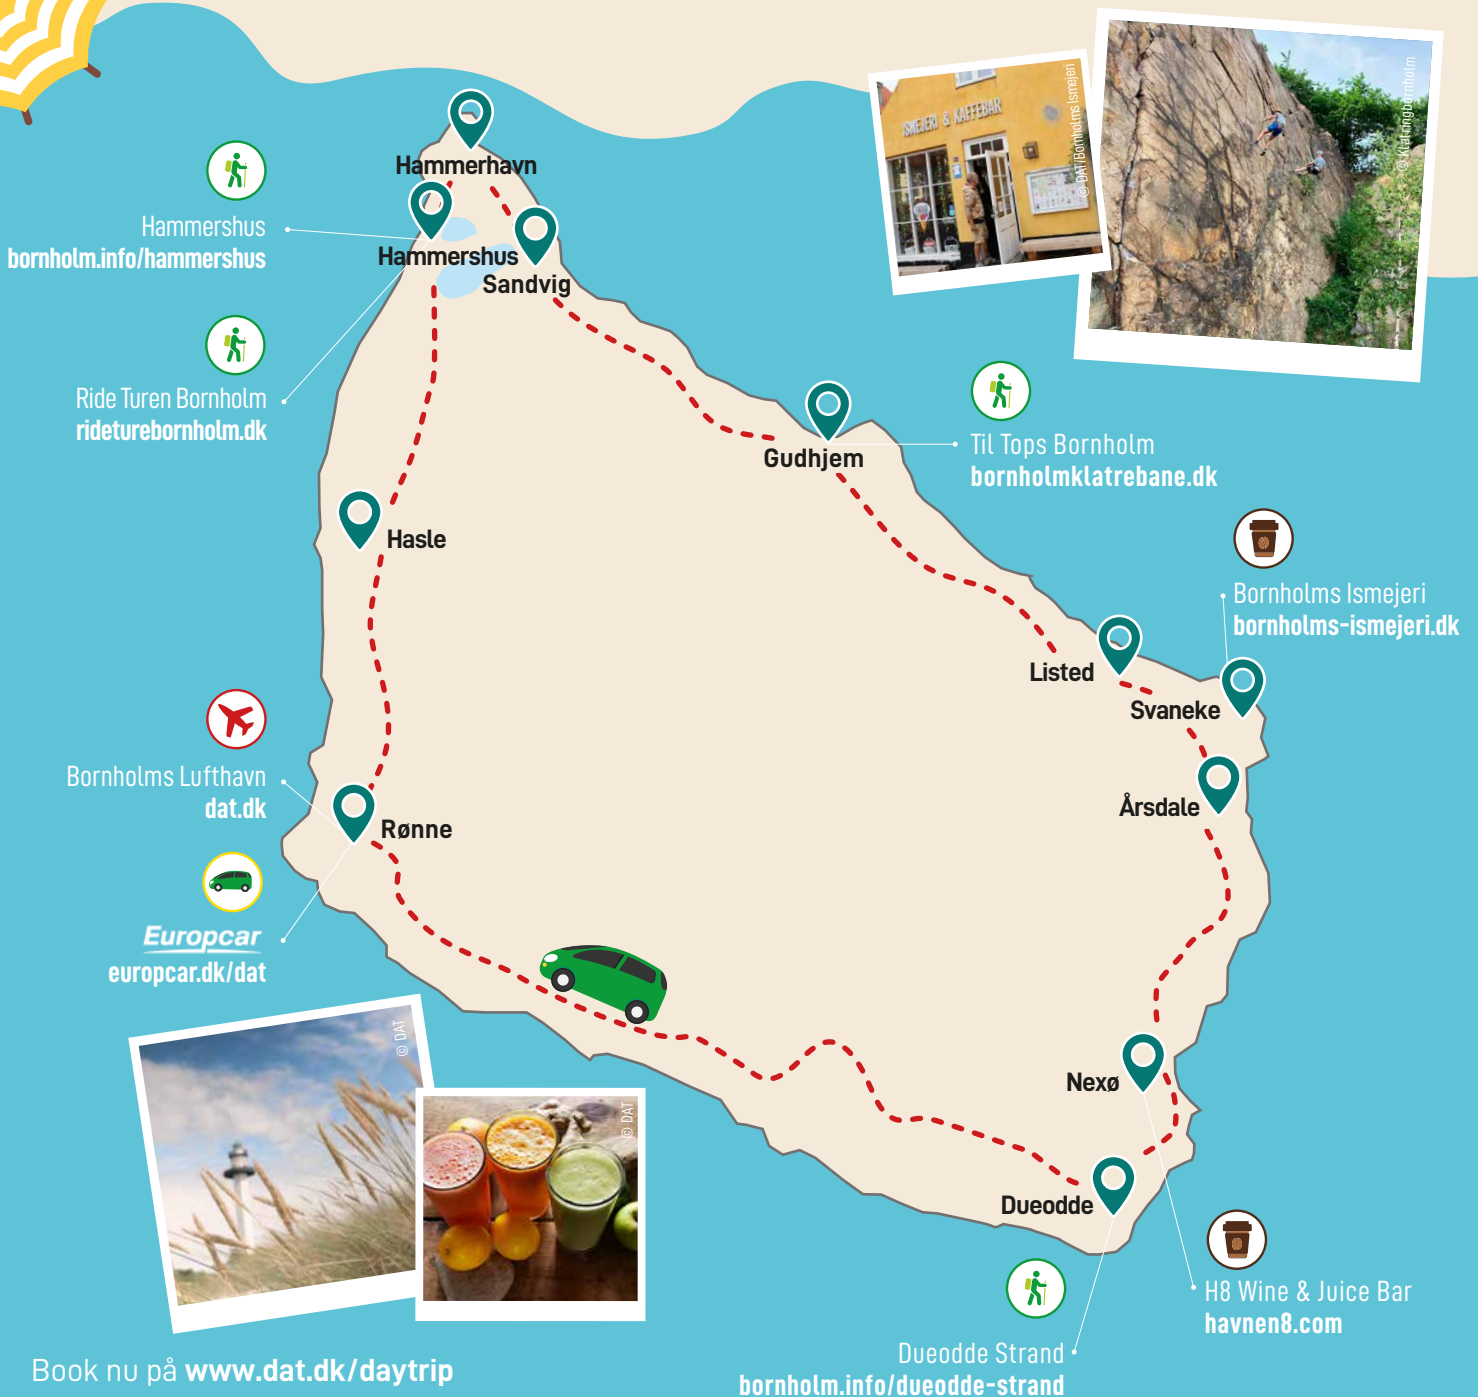 ISMEJERI & KAFFEBAR
© DAT/Bornholms Ismejeri
© Klatringbornholm
Hammerhavn
Hammershus
bornholm.info/hammershus
Hammershus
Sandvig
Ride Turen Bornholm
rideturebornholm.dk
Gudhjem
Til Tops Bornholm
bornholmklatrebane.dk
Hasle
Bornholms Ismejeri
bornholms-ismejeri.dk
Listed
Svaneke
Bornholms Lufthavn
dat.dk
Årsdale
Rønne
Europcar
europcar.dk/dat
© DAT
Nexø
© DAT
Dueodde
H8 Wine & Juice Bar
havnen8.com
Dueodde Strand
bornholm.info/dueodde-strand
Book nu på www.dat.dk/daytrip